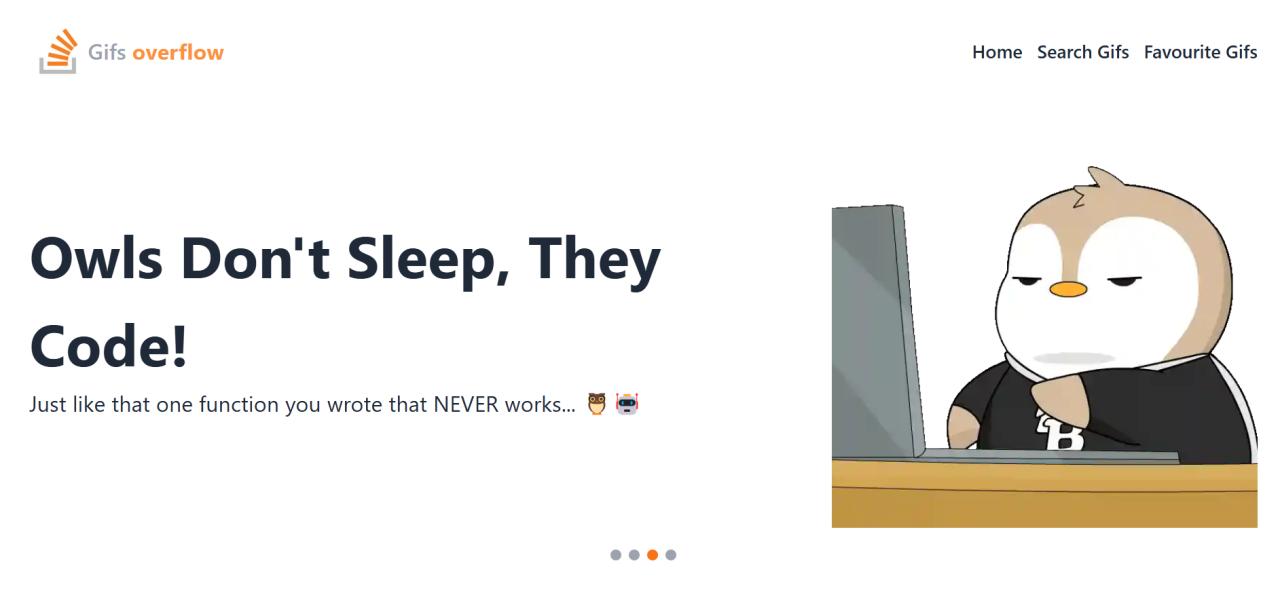 Gifs overflow
Home Search Gifs Favourite Gifs
Owls Don't Sleep, They
Code!
Just like that one function you wrote that NEVER works... 🦉 🤖